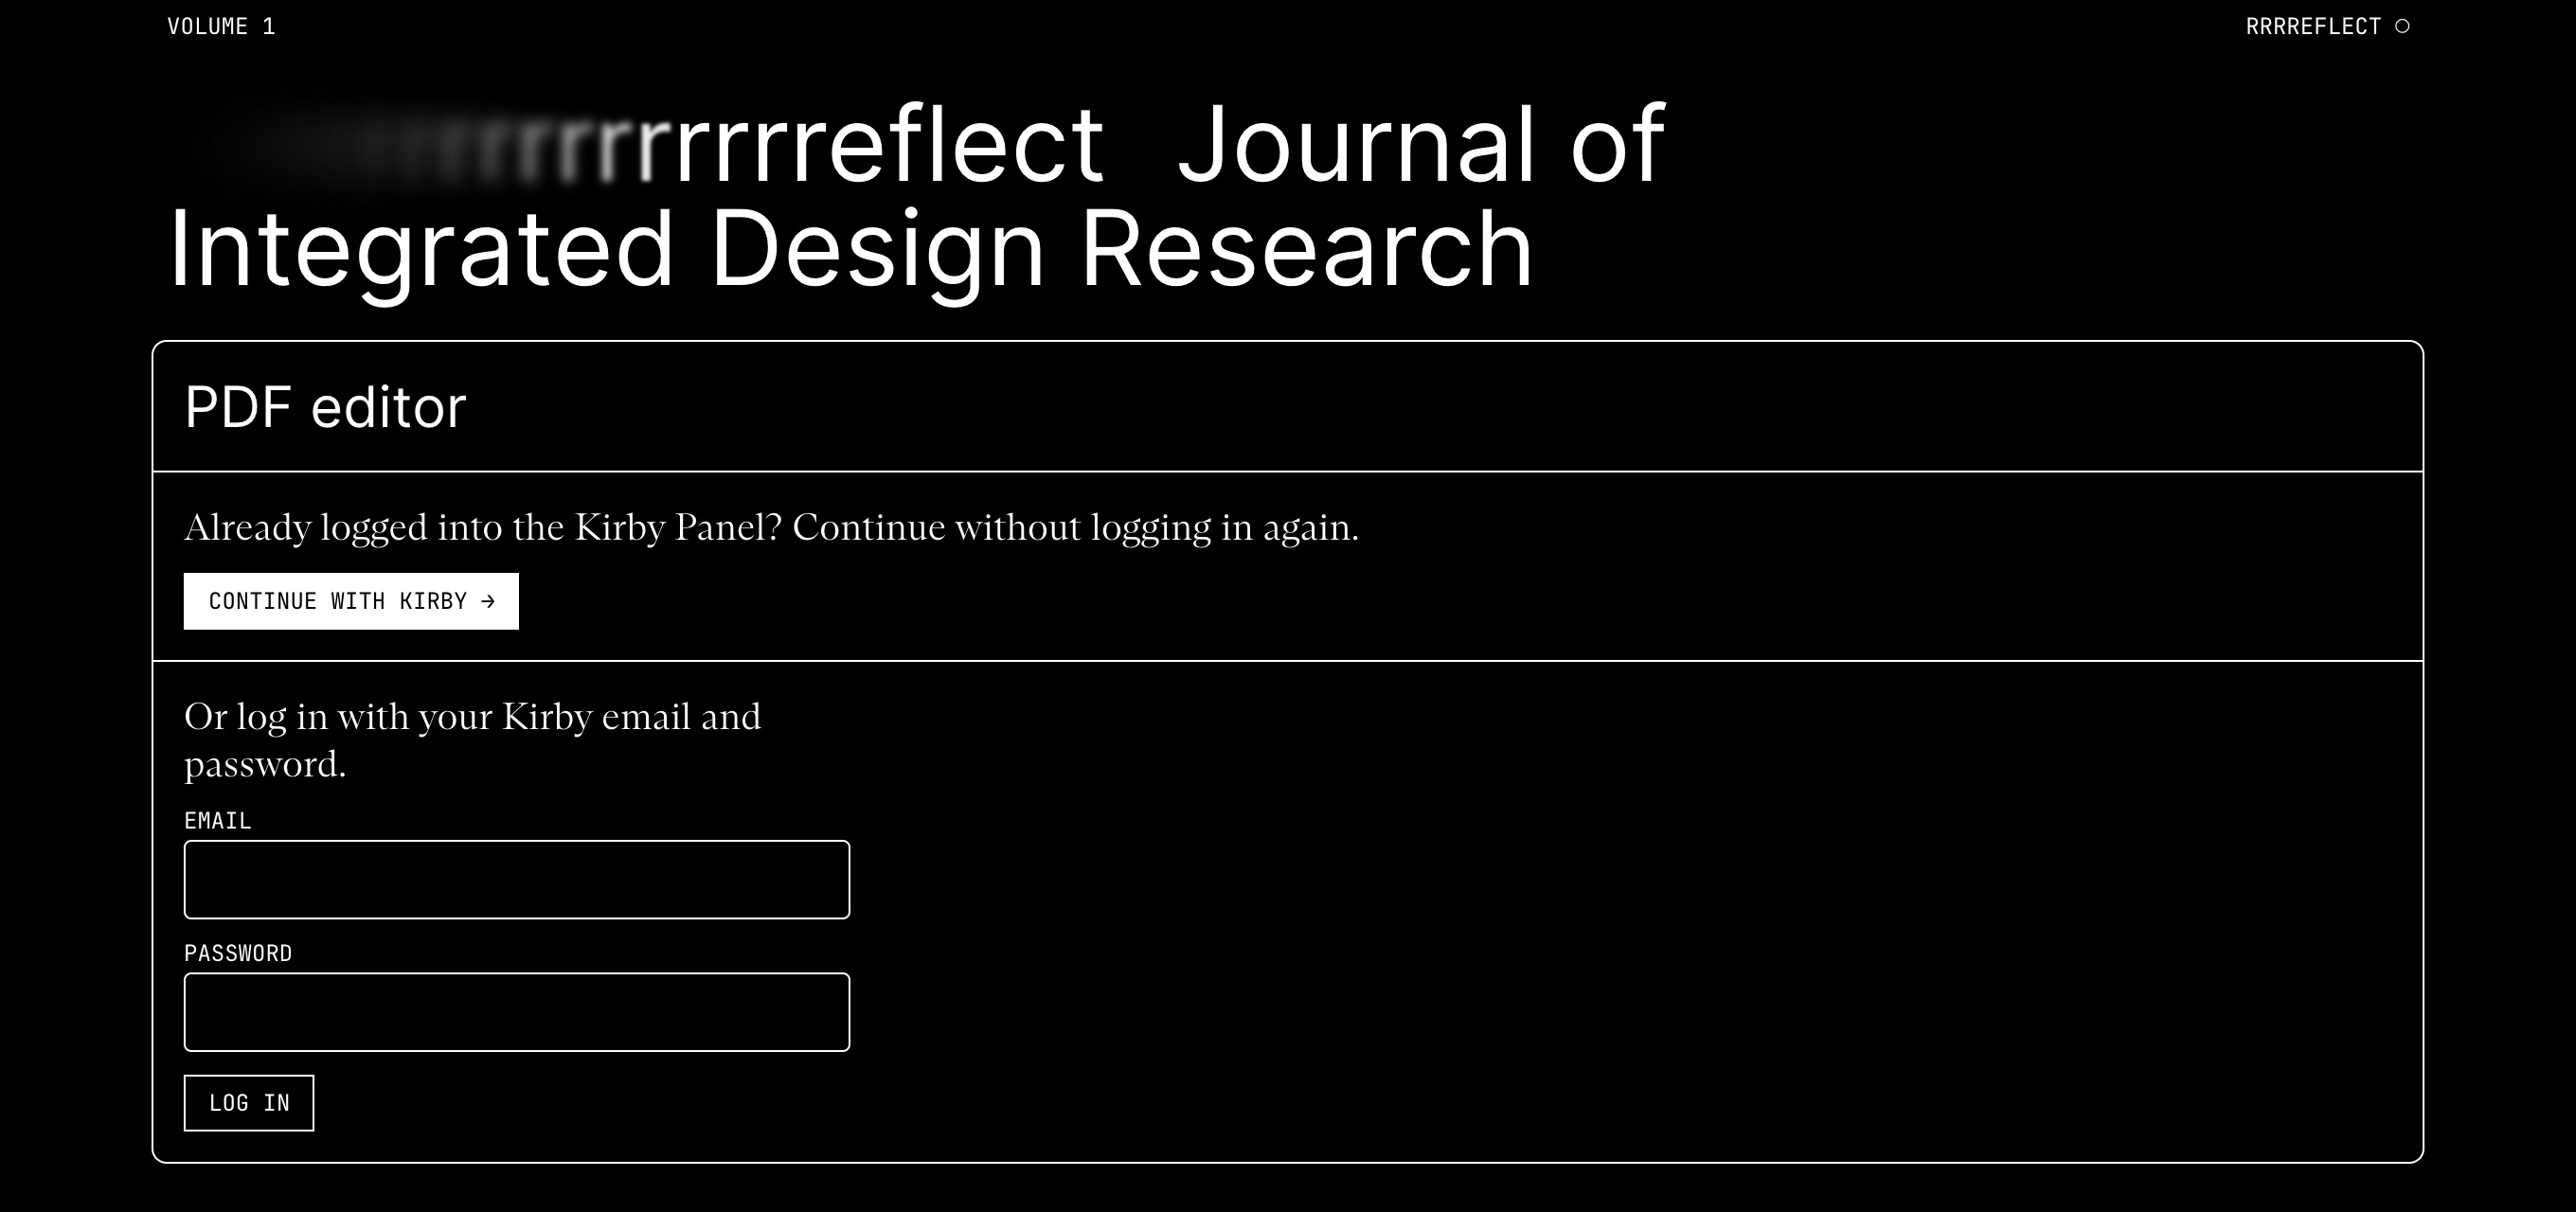 VOLUME 1
RRRREFLECT ○
rrrrrrrrrrrreflect Journal of
Integrated Design Research
PDF editor
Already logged into the Kirby Panel? Continue without logging in again.
CONTINUE WITH KIRBY →
Or log in with your Kirby email and
password.
EMAIL
PASSWORD
LOG IN